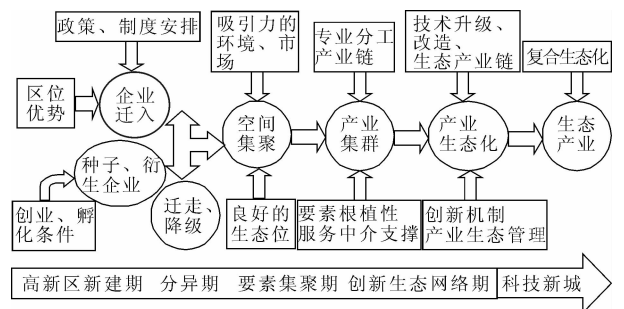 政策、制度安排
吸引力的
环境、市
场
专业分工
产业链
技术升级、
改造、
生态产业链
复合生态化
区位
优势
企业
迁入
空间
集聚
产业
集群
产业
生态化
生态
产业
种子、衍
生企业
迁走、
降级
创业、孵
化条件
良好的
生态位
要素根植性
服务中介支撑
创新机制
产业生态管理
高新区新建期 分异期 要素集聚期 创新生态网络期 科技新城